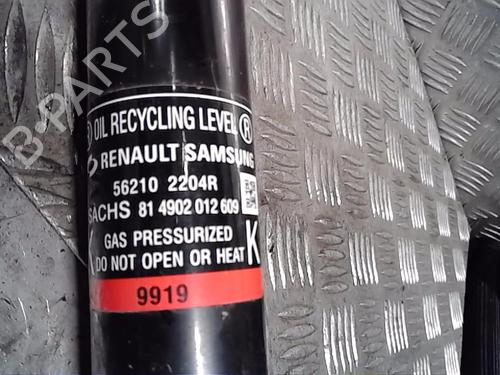 B-PARTS
OIL RECYCLING LEVEL ®
RENAULT SAMSUNG
56210 2204R
SACHS 81 4902 012 609
GAS PRESSURIZED
DO NOT OPEN OR HEAT K
9919